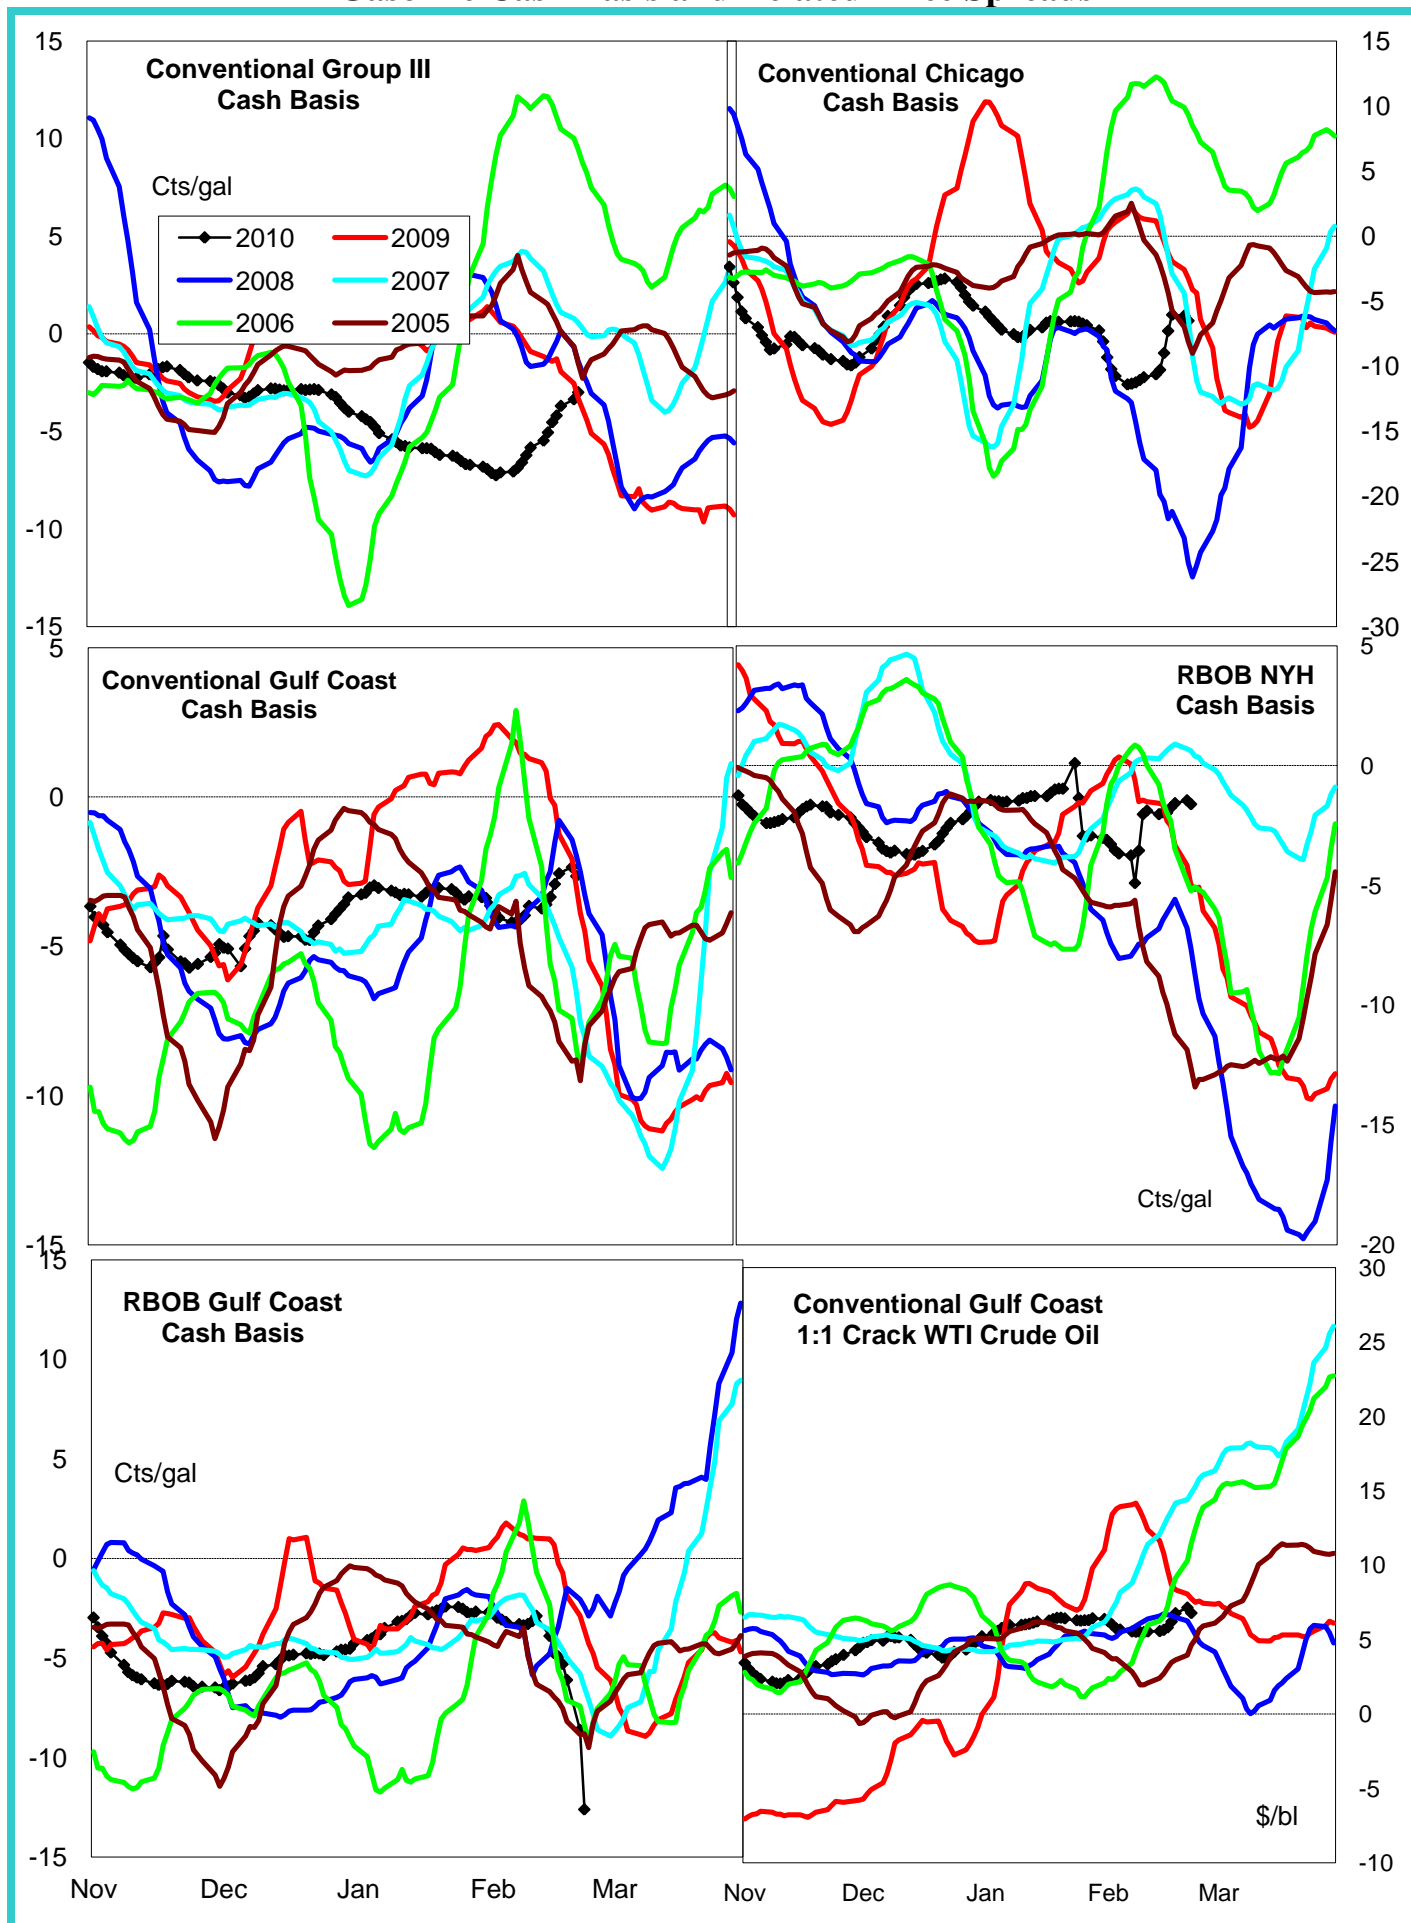 Conventional Group III
Cash Basis
Cts/gal
2010
2009
2008
2007
2006
2005
15
10
5
0
-5
-10
-15
Conventional Chicago
Cash Basis
15
10
5
0
-5
-10
-15
-20
-25
-30
Conventional Gulf Coast
Cash Basis
5
0
-5
-10
-15
RBOB NYH
Cash Basis
Cts/gal
5
0
-5
-10
-15
-20
RBOB Gulf Coast
Cash Basis
Cts/gal
15
10
5
0
-5
-10
-15
Nov Dec Jan Feb Mar
Conventional Gulf Coast
1:1 Crack WTI Crude Oil
$/bl
30
25
20
15
10
5
0
-5
-10
Nov Dec Jan Feb Mar